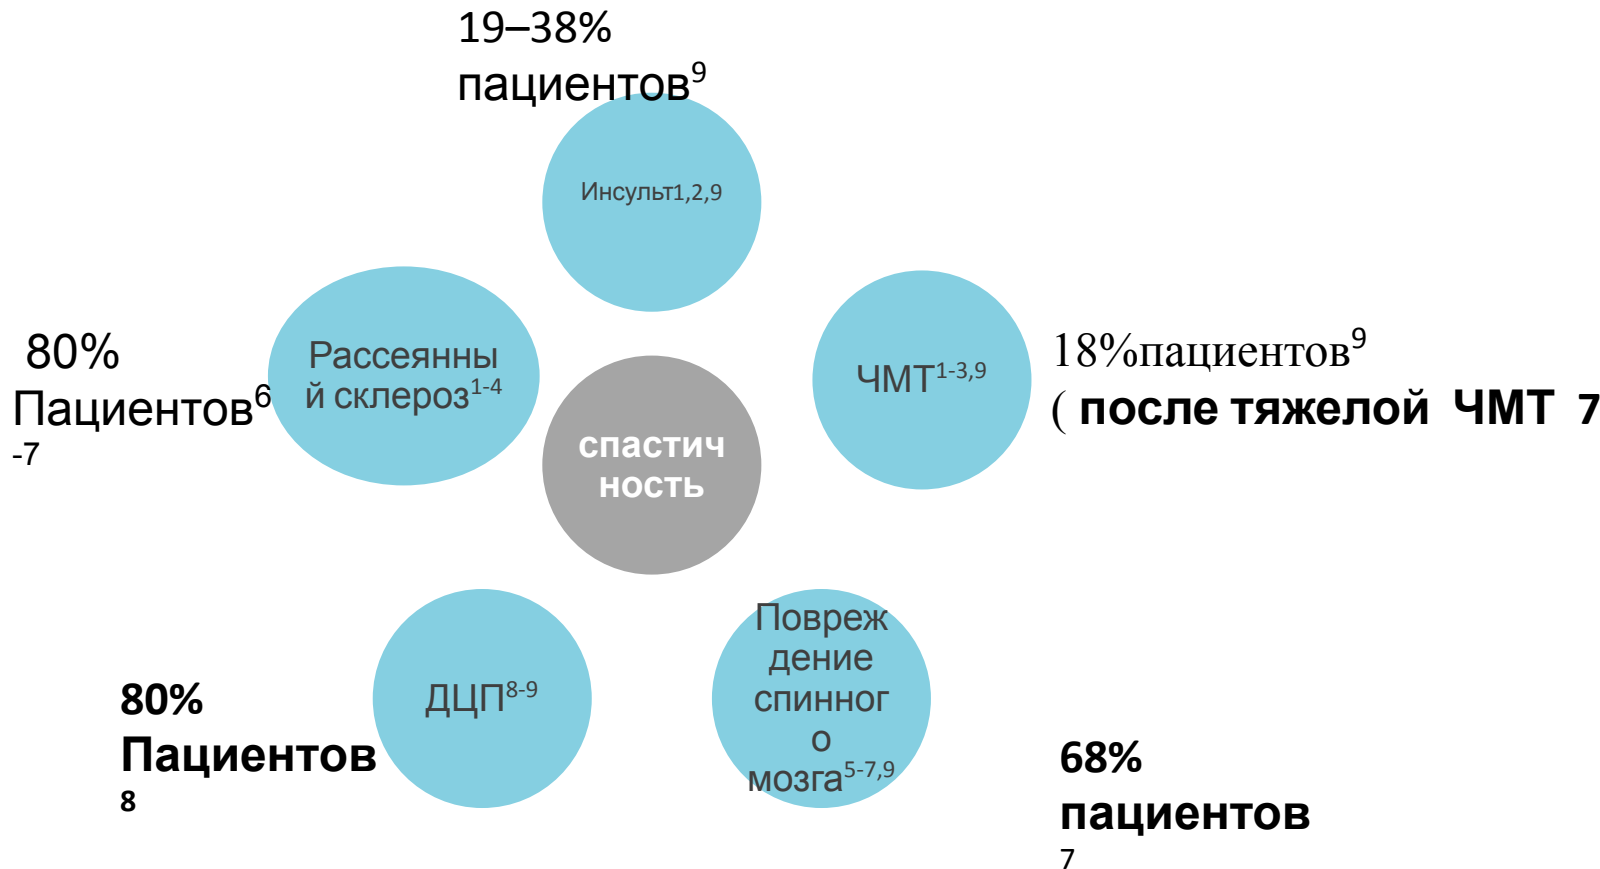 19–38%
пациентов⁹
Инсульт1,2,9
80%
Пациентов⁶
-7
Рассеянны
й склероз¹⁻⁴
ЧМТ¹⁻³,⁹
18%пациентов⁹
( после тяжелой ЧМТ 7
спастич
ность
80%
Пациентов
8
ДЦП⁸⁻⁹
Повреж
дение
спинног
о
мозга⁵⁻⁷,⁹
68%
пациентов
7